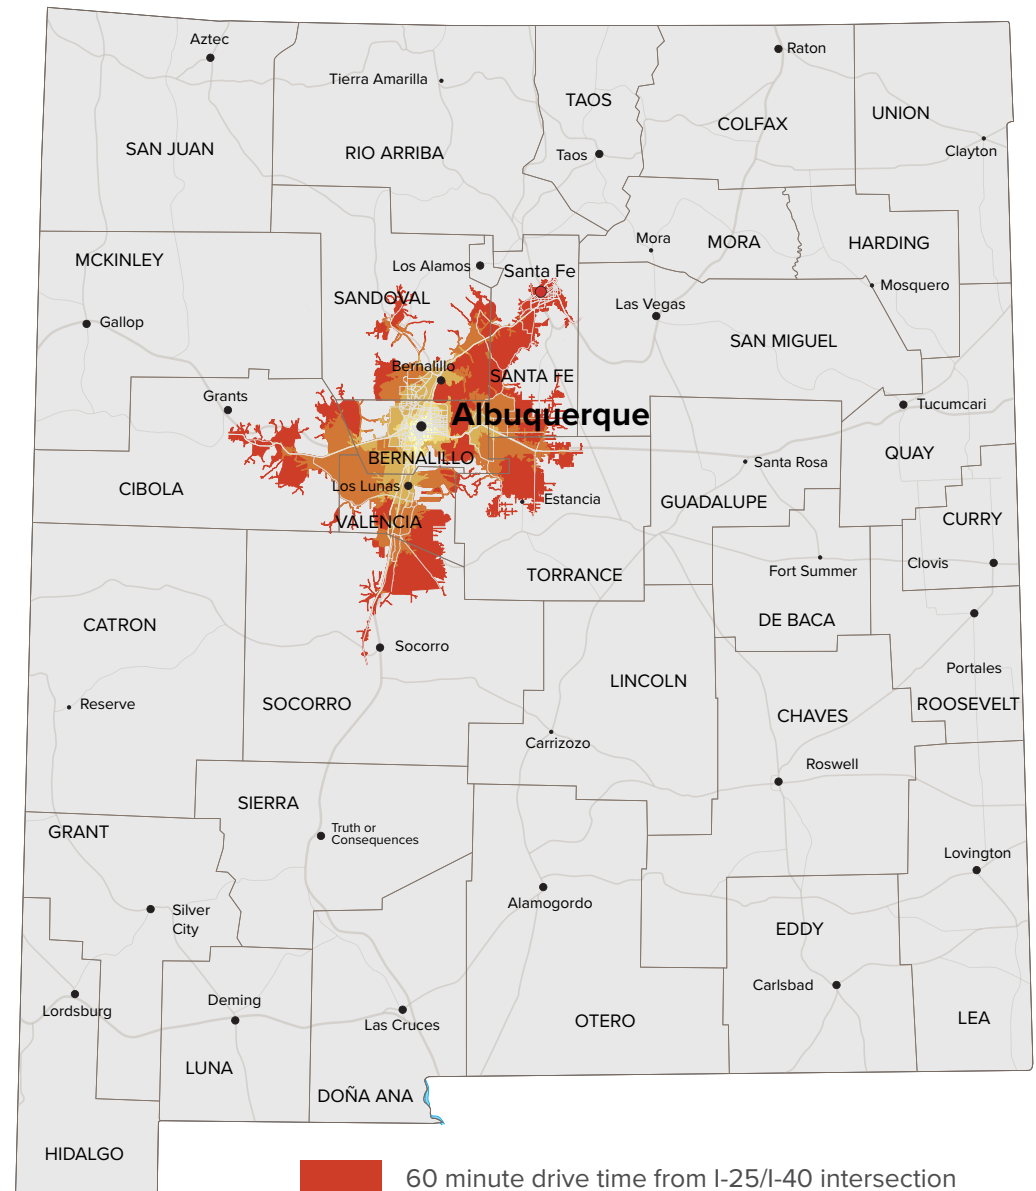 Aztec
Raton
Tierra Amarilla
TAOS
UNION
COLFAX
SAN JUAN
RIO ARRIBA
Taos
Clayton
Mora
MORA
HARDING
MCKINLEY
Los Alamos
Santa Fe
Mosquero
SANDOVAL
Las Vegas
Gallop
SAN MIGUEL
Bernalillo
SANTA FE
Grants
Tucumcari
Albuquerque
QUAY
BERNALILLO
Santa Rosa
Los Lunas
CIBOLA
Estancia
GUADALUPE
VALENCIA
CURRY
Clovis
Fort Summer
TORRANCE
DE BACA
CATRON
Socorro
Portales
LINCOLN
Reserve
SOCORRO
ROOSEVELT
CHAVES
Carrizozo
Roswell
SIERRA
GRANT
Truth or
Consequences
Lovington
Alamogordo
Silver
City
EDDY
Carlsbad
Deming
Lordsburg
Las Cruces
OTERO
LEA
LUNA
DOÑA ANA
HIDALGO
60 minute drive time from I-25/I-40 intersection